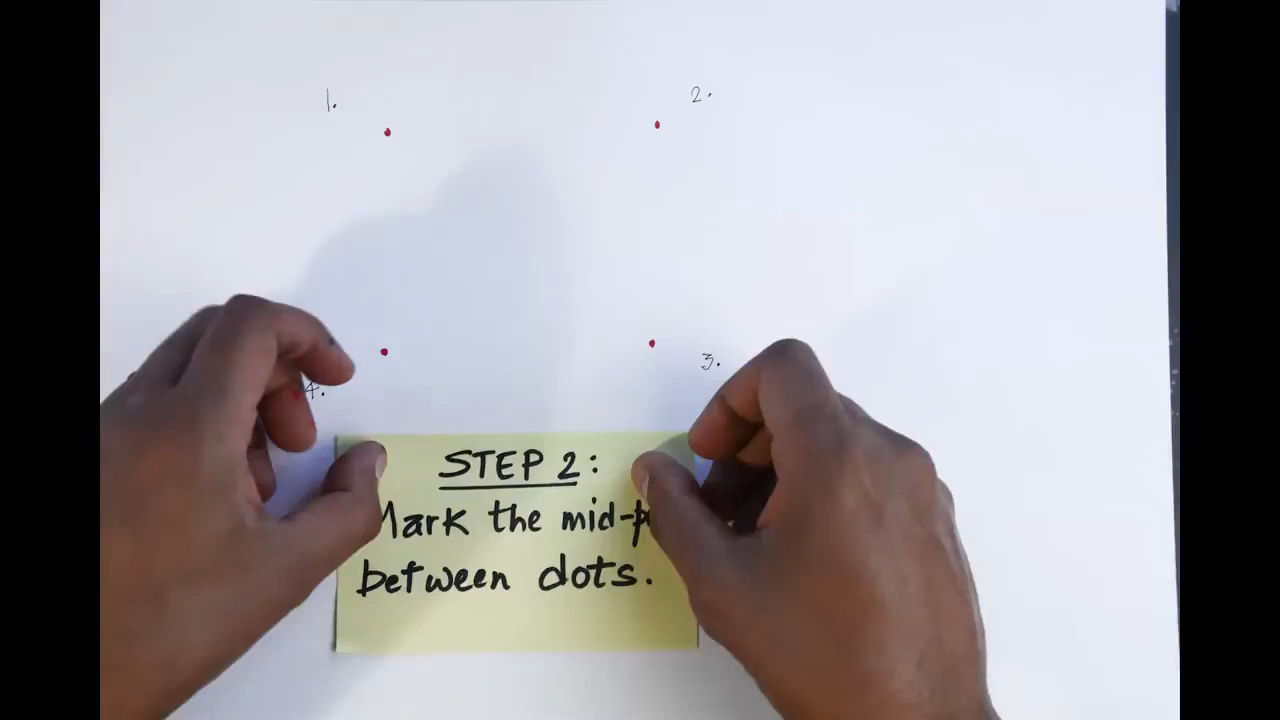 1.
2.
3.
4.
STEP 2:
Mark the mid-p
between dots.